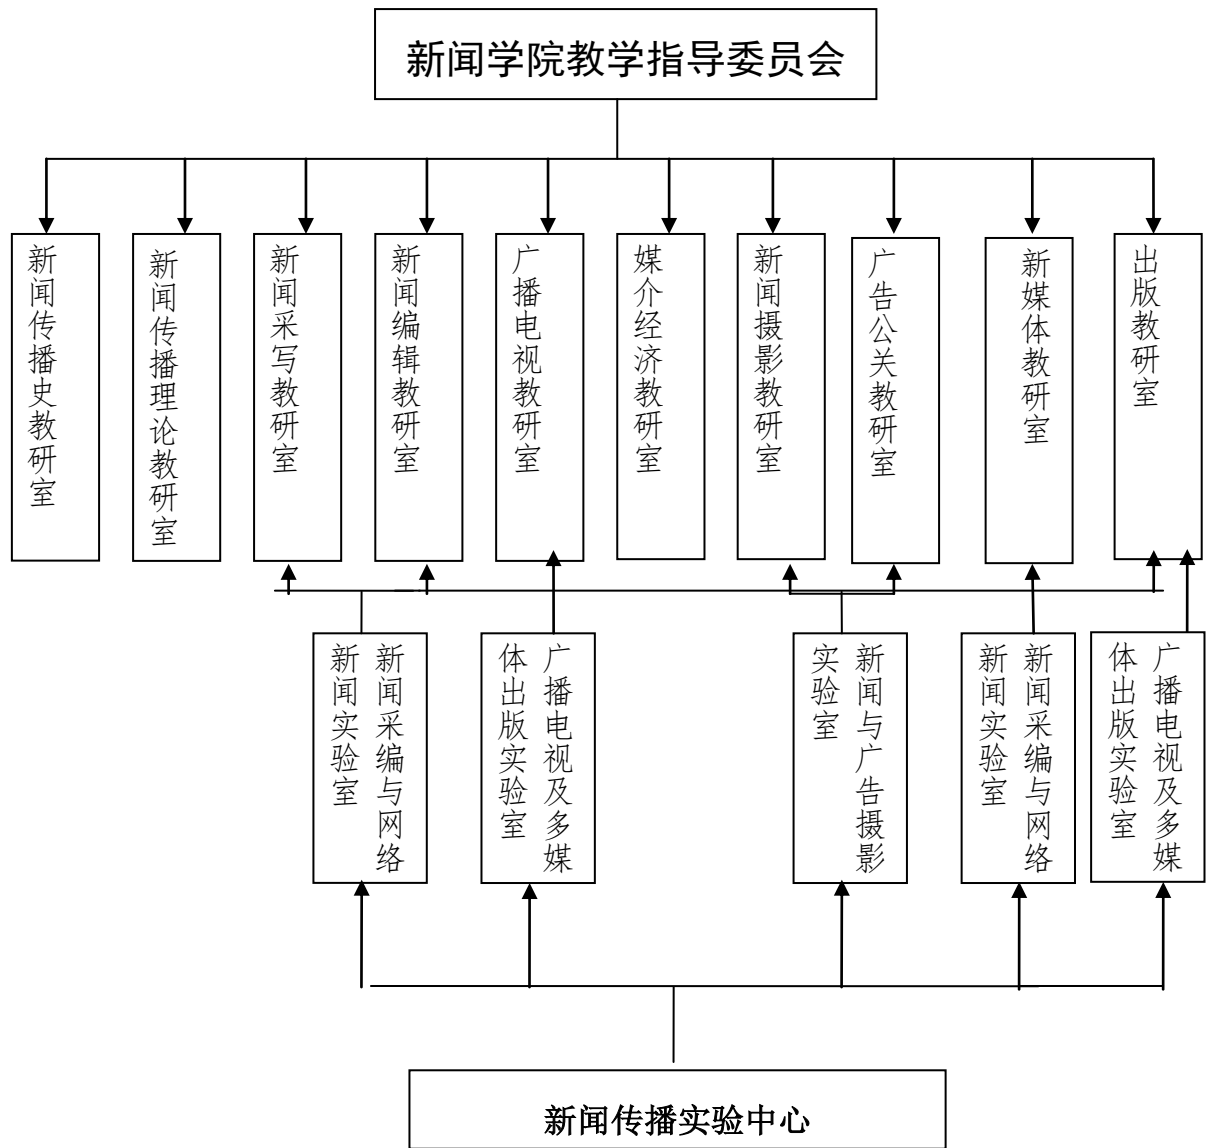 新闻学院教学指导委员会
新闻传播史教研室
新闻传播理论教研室
新闻采写教研室
新闻编辑教研室
广播电视教研室
媒介经济教研室
新闻摄影教研室
广告公关教研室
新媒体教研室
出版教研室
新闻采编与网络
新闻实验室
广播电视及多媒
体出版实验室
新闻与广告摄影
实验室
新闻采编与网络
新闻实验室
广播电视及多媒
体出版实验室
新闻传播实验中心